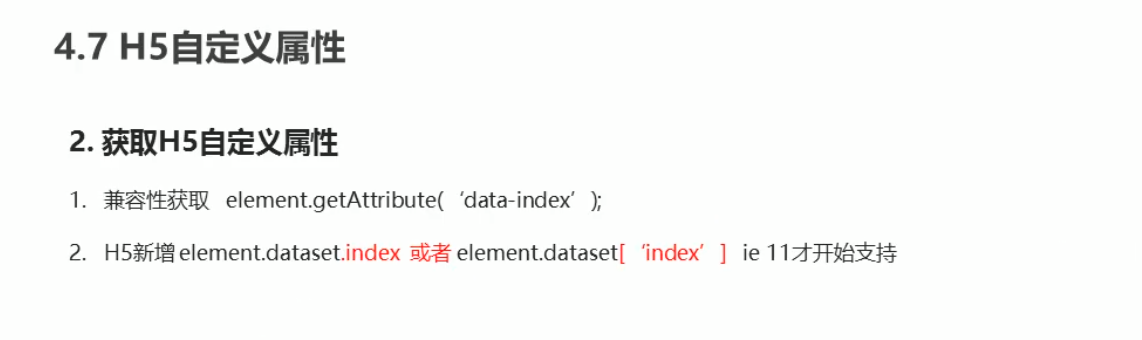 4.7 H5自定义属性
2. 获取H5自定义属性
1. 兼容性获取 element.getAttribute(‘data-index’);
2. H5新增 element.dataset.index 或者 element.dataset[‘index’] ie 11才开始支持